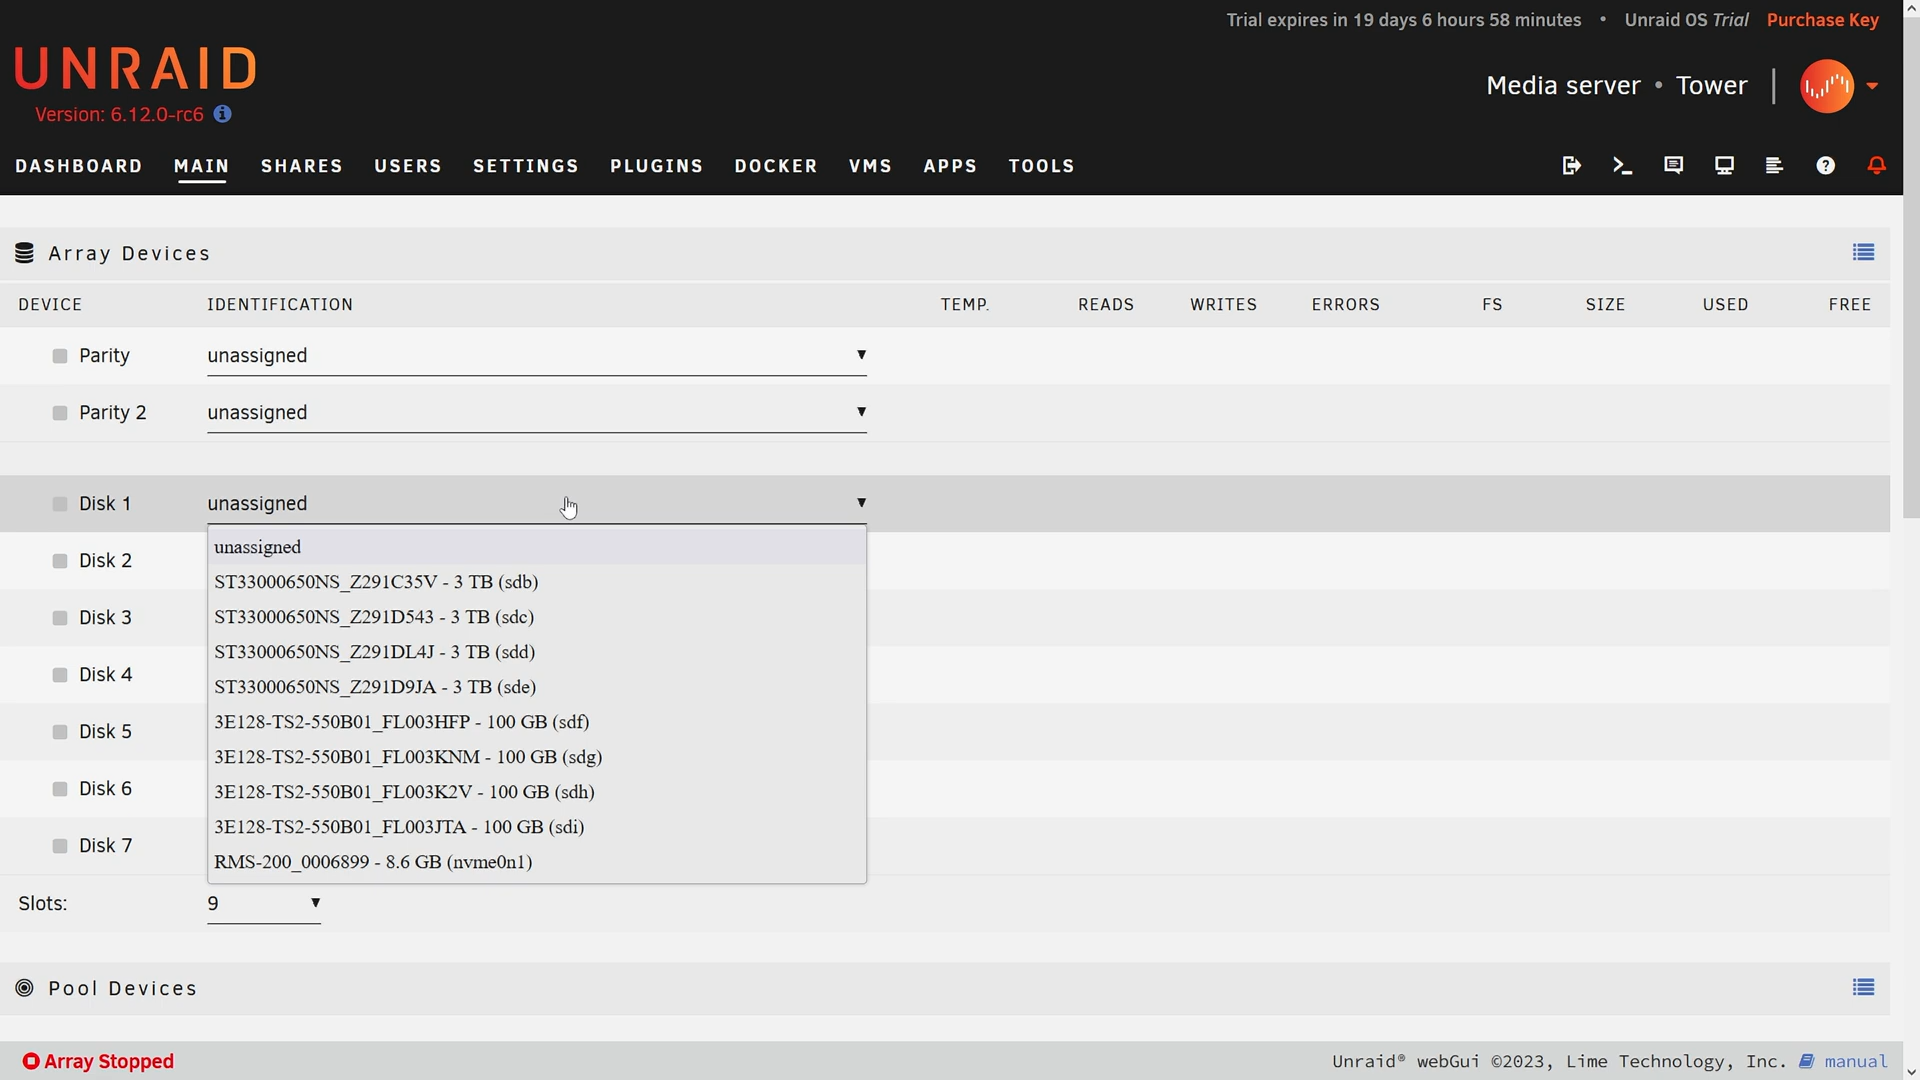 Trial expires in 19 days 6 hours 58 minutes • Unraid OS Trial Purchase Key
UNRAID
Version: 6.12.0-rc6
Media server • Tower
DASHBOARD MAIN SHARES USERS SETTINGS PLUGINS DOCKER VMS APPS TOOLS
Array Devices
DEVICE IDENTIFICATION TEMP. READS WRITES ERRORS FS SIZE USED FREE
Parity unassigned
Parity 2 unassigned
Disk 1 unassigned
unassigned
Disk 2
ST33000650NS_Z291C35V - 3 TB (sdb)
Disk 3 ST33000650NS_Z291D543 - 3 TB (sdc)
ST33000650NS_Z291DL4J - 3 TB (sdd)
Disk 4
ST33000650NS_Z291D9JA - 3 TB (sde)
Disk 5 3E128-TS2-550B01_FL003HFP - 100 GB (sdf)
3E128-TS2-550B01_FL003KNM - 100 GB (sdg)
Disk 6 3E128-TS2-550B01_FL003K2V - 100 GB (sdh)
3E128-TS2-550B01_FL003JTA - 100 GB (sdi)
Disk 7
RMS-200_0006899 - 8.6 GB (nvme0n1)
Slots: 9
Pool Devices
Array Stopped
Unraid® webGui ©2023, Lime Technology, Inc. manual